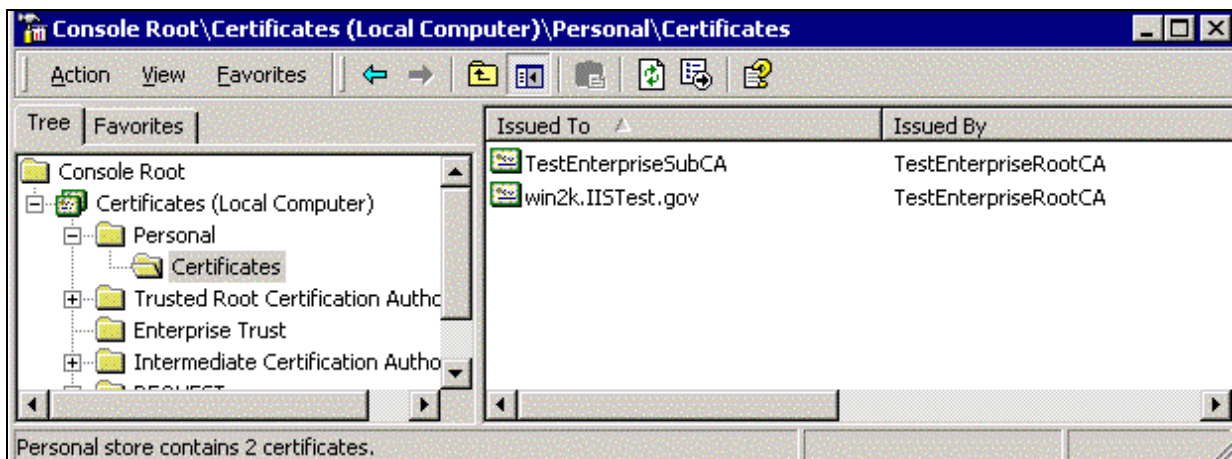 Console Root\Certificates (Local Computer)\Personal\Certificates
Action View Favorites
Tree Favorites
Issued To Issued By
Console Root
Certificates (Local Computer)
Personal
Certificates
Trusted Root Certification Autho
Enterprise Trust
Intermediate Certification Autho
REQUEST
TestEnterpriseSubCA TestEnterpriseRootCA
win2k.IISTest.gov TestEnterpriseRootCA
Personal store contains 2 certificates.